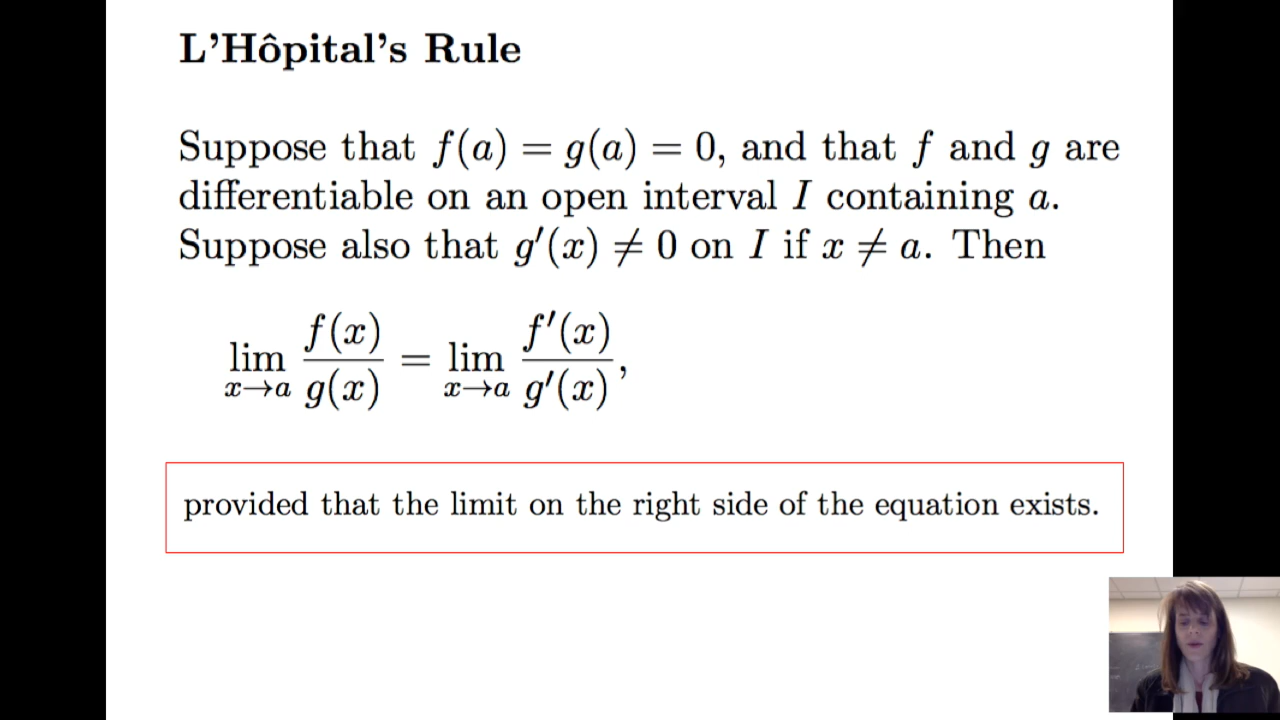 L'Hôpital's Rule
Suppose that f(a) = g(a) = 0, and that f and g are
differentiable on an open interval I containing a.
Suppose also that g′(x) ≠ 0 on I if x ≠ a. Then
lim_{x→a} f(x)/g(x) = lim_{x→a} f′(x)/g′(x),
provided that the limit on the right side of the equation exists.